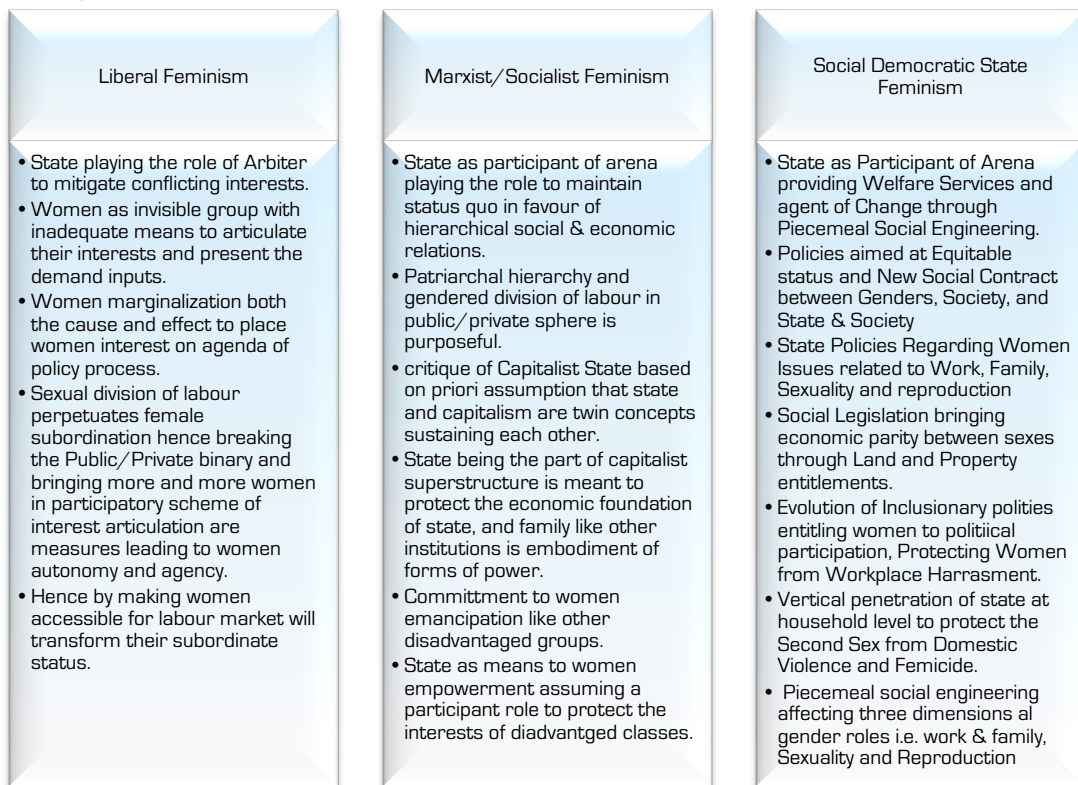 Liberal Feminism
• State playing the role of Arbiter
to mitigate conflicting interests.
• Women as invisible group with
inadequate means to articulate
their interests and present the
demand inputs.
• Women marginalization both
the cause and effect to place
women interest on agenda of
policy process.
• Sexual division of labour
perpetuates female
subordination hence breaking
the Public/Private binary and
bringing more and more women
in participatory scheme of
interest articulation are
measures leading to women
autonomy and agency.
• Hence by making women
accessible for labour market will
transform their subordinate
status.
Marxist/Socialist Feminism
• State as participant of arena
playing the role to maintain
status quo in favour of
hierarchical social & economic
relations.
• Patriarchal hierarchy and
gendered division of labour in
public/private sphere is
purposeful.
• critique of Capitalist State based
on priori assumption that state
and capitalism are twin concepts
sustaining each other.
• State being the part of capitalist
superstructure is meant to
protect the economic foundation
of state, and family like other
institutions is embodiment of
forms of power.
• Committment to women
emancipation like other
disadvantaged groups.
• State as means to women
empowerment assuming a
participant role to protect the
interests of diadvantged classes.
Social Democratic State
Feminism
• State as Participant of Arena
providing Welfare Services and
agent of Change through
Piecemeal Social Engineering.
• Policies aimed at Equitable
status and New Social Contract
between Genders, Society, and
State & Society
• State Policies Regarding Women
Issues related to Work, Family,
Sexuality and reproduction
• Social Legislation bringing
economic parity between sexes
through Land and Property
entitlements.
• Evolution of Inclusionary polities
entitling women to politiical
participation, Protecting Women
from Workplace Harrasment.
• Vertical penetration of state at
household level to protect the
Second Sex from Domestic
Violence and Femicide.
• Piecemeal social engineering
affecting three dimensions al
gender roles i.e. work & family,
Sexuality and Reproduction